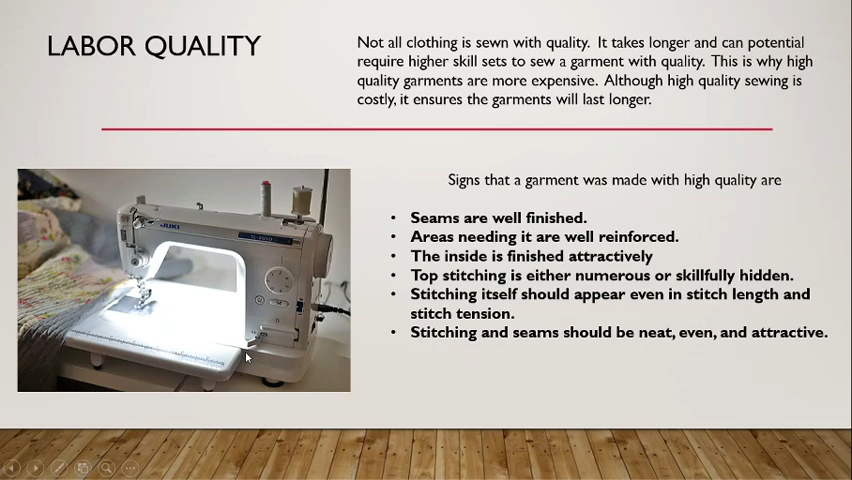 LABOR QUALITY
Not all clothing is sewn with quality. It takes longer and can potential
require higher skill sets to sew a garment with quality. This is why high
quality garments are more expensive. Although high quality sewing is
costly, it ensures the garments will last longer.
Signs that a garment was made with high quality are
• Seams are well finished.
• Areas needing it are well reinforced.
• The inside is finished attractively
• Top stitching is either numerous or skillfully hidden.
• Stitching itself should appear even in stitch length and
stitch tension.
• Stitching and seams should be neat, even, and attractive.
JUKI